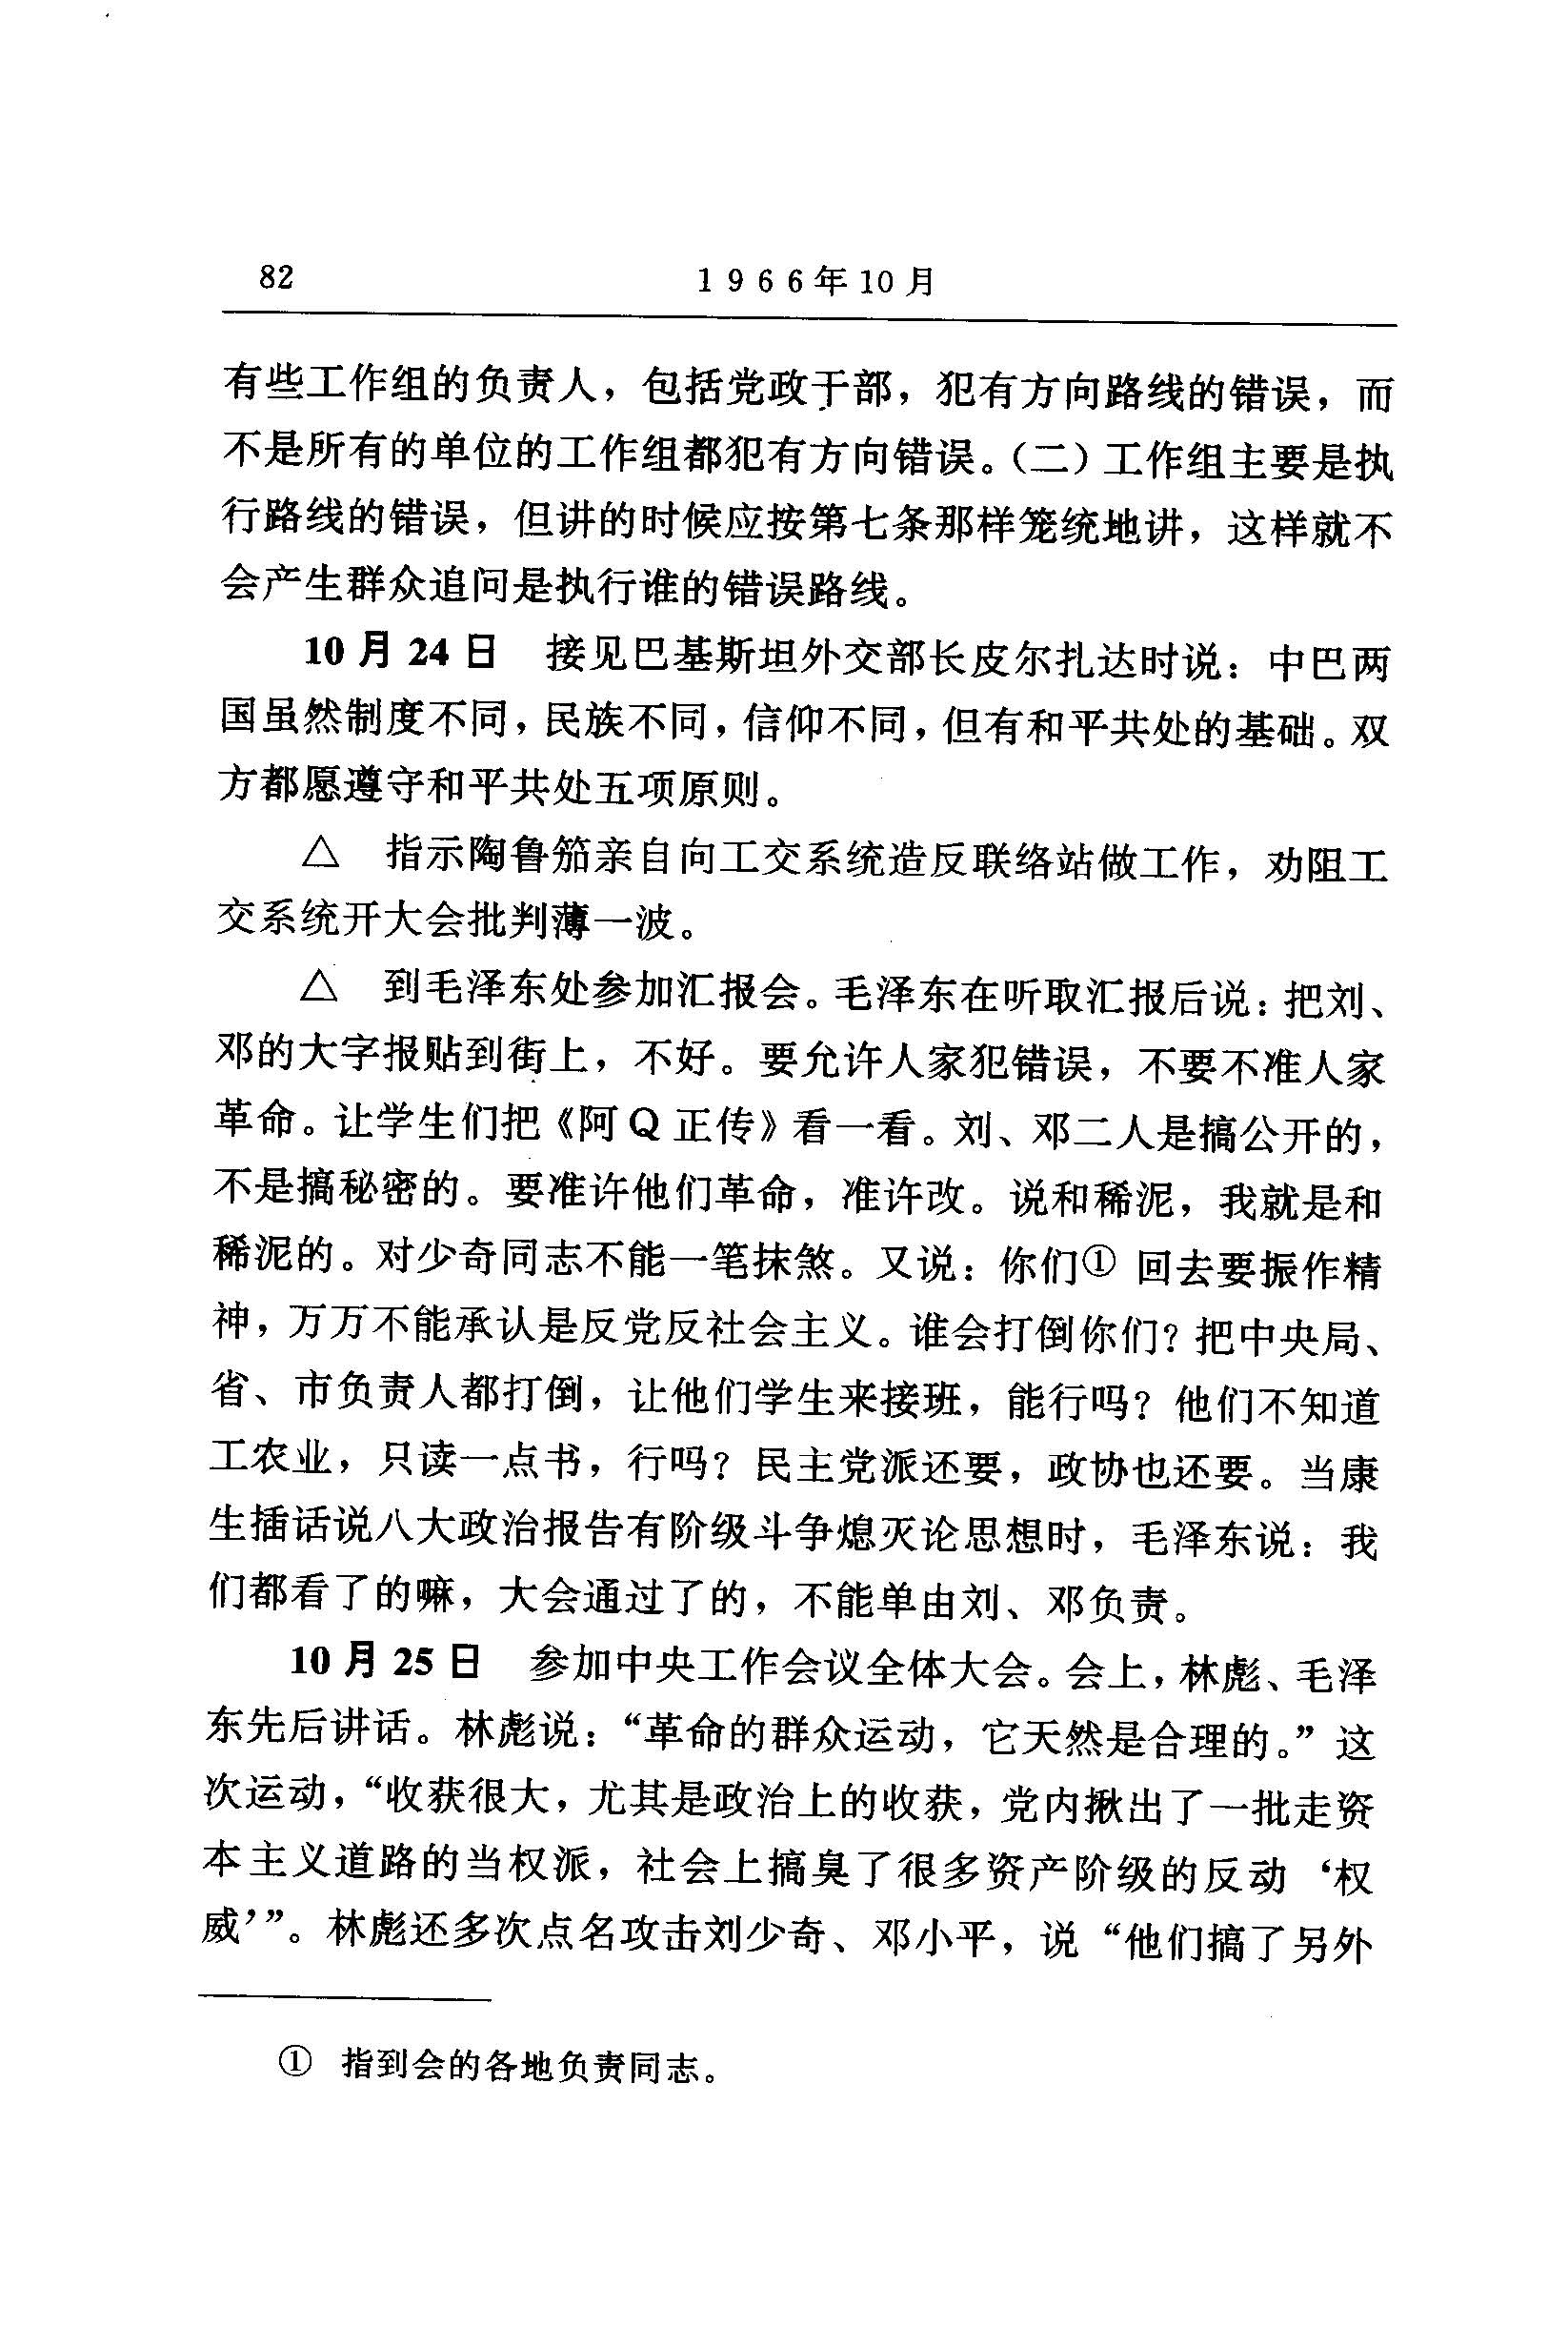 82
1966年10月
有些工作组的负责人，包括党政干部，犯有方向路线的错误，而
不是所有的单位的工作组都犯有方向错误。（二）工作组主要是执
行路线的错误，但讲的时候应按第七条那样笼统地讲，这样就不
会产生群众追问是执行谁的错误路线。
10月24日　接见巴基斯坦外交部长皮尔扎达时说：中巴两
国虽然制度不同，民族不同，信仰不同，但有和平共处的基础。双
方都愿遵守和平共处五项原则。
△　指示陶鲁笳亲自向工交系统造反联络站做工作，劝阻工
交系统开大会批判薄一波。
△　到毛泽东处参加汇报会。毛泽东在听取汇报后说：把刘、
邓的大字报贴到街上，不好。要允许人家犯错误，不要不准人家
革命。让学生们把《阿Q正传》看一看。刘、邓二人是搞公开的，
不是搞秘密的。要准许他们革命，准许改。说和稀泥，我就是和
稀泥的。对少奇同志不能一笔抹煞。又说：你们① 回去要振作精
神，万万不能承认是反党反社会主义。谁会打倒你们？把中央局、
省、市负责人都打倒，让他们学生来接班，能行吗？他们不知道
工农业，只读一点书，行吗？民主党派还要，政协也还要。当康
生插话说八大政治报告有阶级斗争熄灭论思想时，毛泽东说：我
们都看了的嘛，大会通过了的，不能单由刘、邓负责。
10月25日　参加中央工作会议全体大会。会上，林彪、毛泽
东先后讲话。林彪说：“革命的群众运动，它天然是合理的。”这
次运动，“收获很大，尤其是政治上的收获，党内揪出了一批走资
本主义道路的当权派，社会上搞臭了很多资产阶级的反动‘权
威’”。林彪还多次点名攻击刘少奇、邓小平，说“他们搞了另外
①　指到会的各地负责同志。